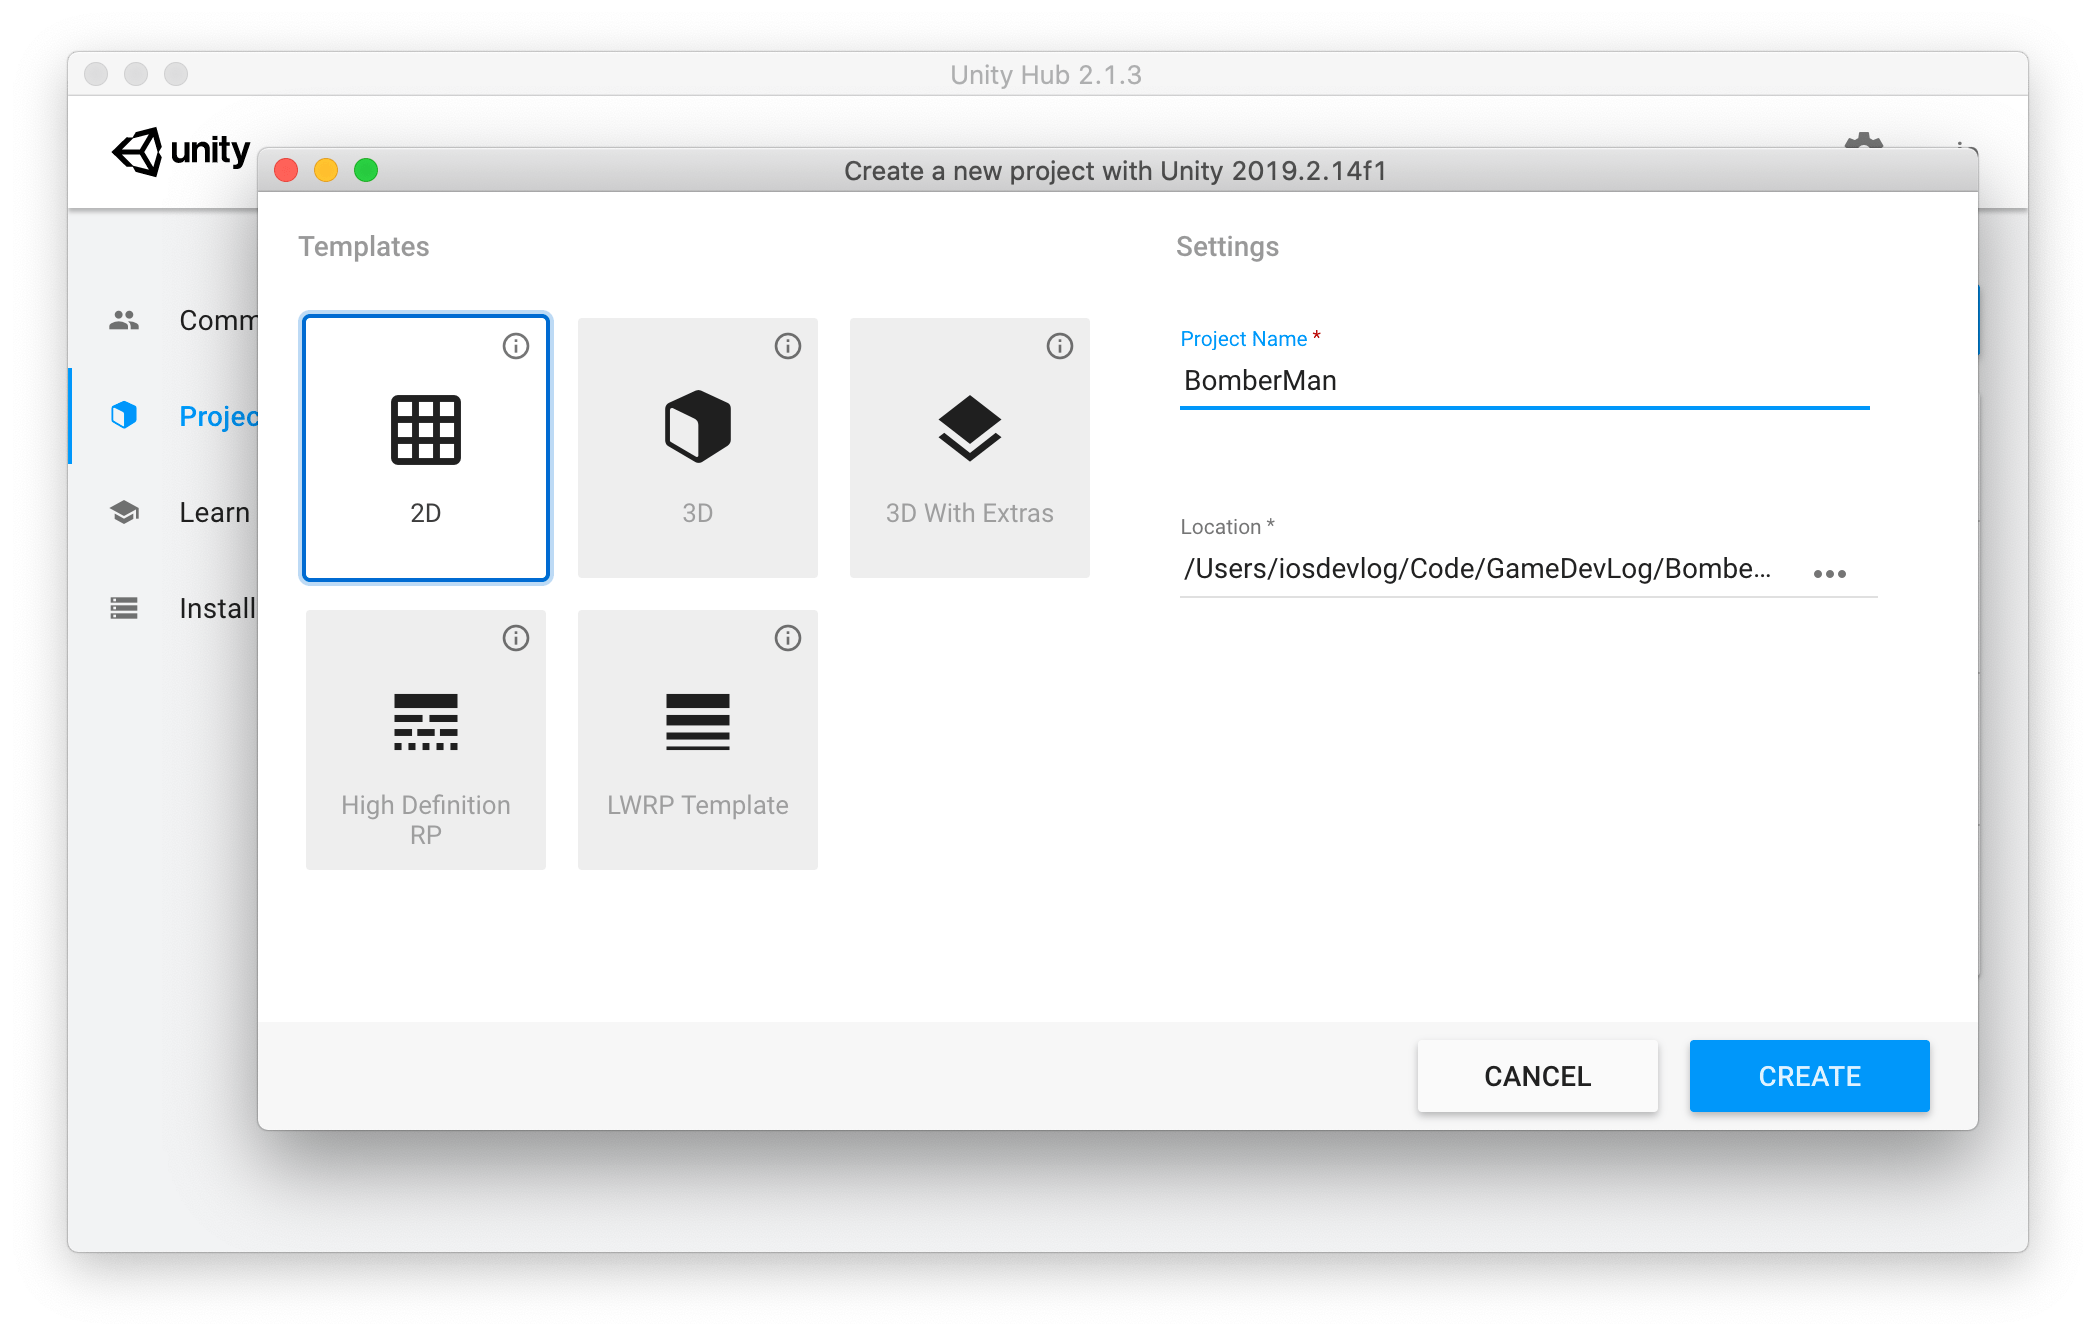 Unity Hub 2.1.3
unity
Create a new project with Unity 2019.2.14f1
Templates
Settings
Comm
Projec
Learn
Install
2D
3D
3D With Extras
High Definition
RP
LWRP Template
Project Name *
BomberMan
Location *
/Users/iosdevlog/Code/GameDevLog/Bombe...
CANCEL
CREATE